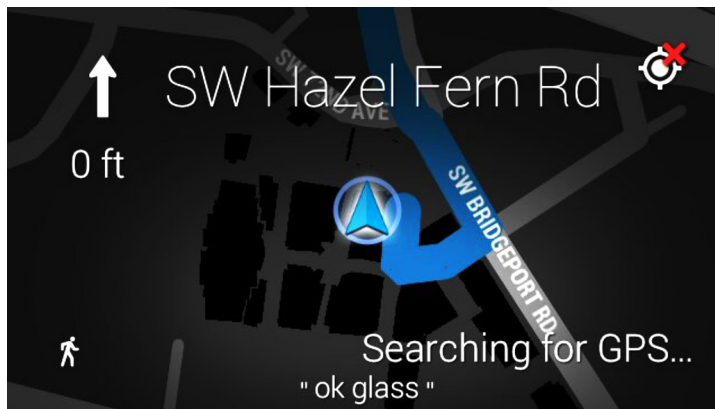 SW Hazel Fern Rd
0 ft
SW BRIDGEPORT RD
Searching for GPS...
"ok glass"